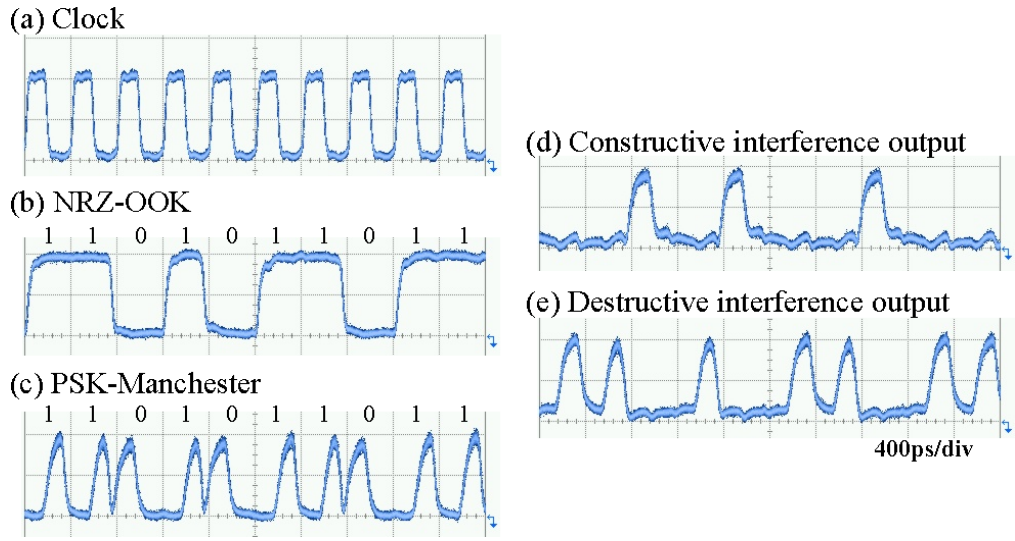 (a) Clock
(b) NRZ-OOK
1 1 0 1 0 1 1 0 1 1
(c) PSK-Manchester
1 1 0 1 0 1 1 0 1 1
(d) Constructive interference output
(e) Destructive interference output
400ps/div